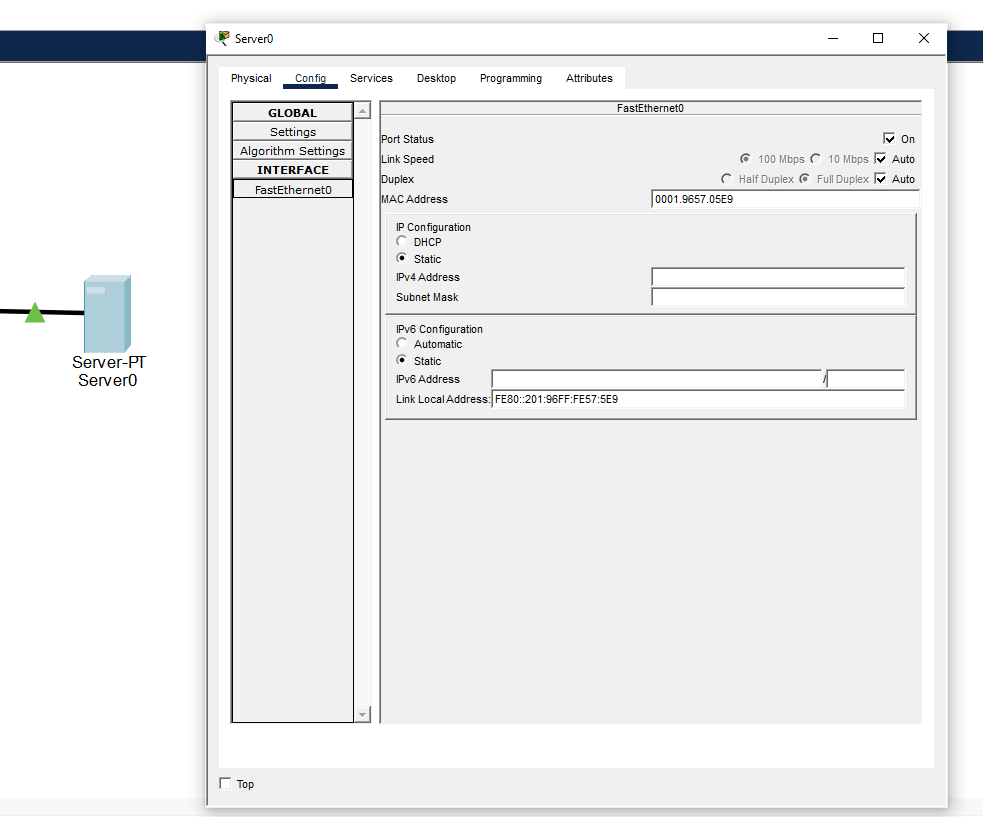 Server0
Physical Config Services Desktop Programming Attributes
GLOBAL
Settings
Algorithm Settings
INTERFACE
FastEthernet0
FastEthernet0
Port Status On
Link Speed 100 Mbps 10 Mbps Auto
Duplex Half Duplex Full Duplex Auto
MAC Address 0001.9657.05E9
IP Configuration
DHCP
Static
IPv4 Address
Subnet Mask
IPv6 Configuration
Automatic
Static
IPv6 Address /
Link Local Address: FE80::201:96FF:FE57:5E9
Server-PT
Server0
Top